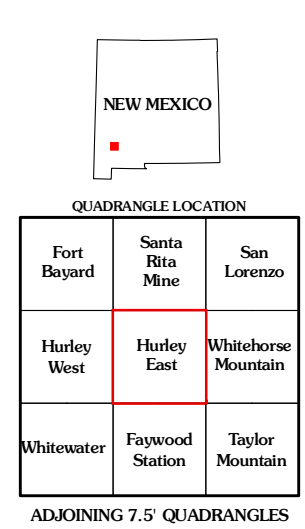 NEW MEXICO
QUADRANGLE LOCATION
Fort
Bayard
Santa
Rita
Mine
San
Lorenzo
Hurley
West
Hurley
East
Whitehorse
Mountain
Whitewater
Faywood
Station
Taylor
Mountain
ADJOINING 7.5' QUADRANGLES